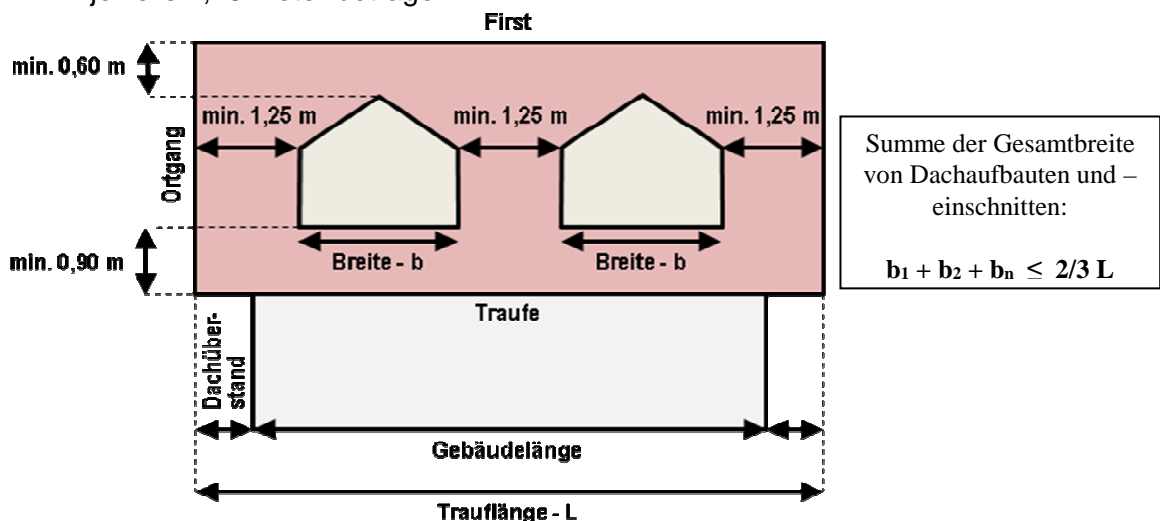 First
min. 0,60 m
min. 1,25 m
min. 1,25 m
min. 1,25 m
Ortgang
min. 0,90 m
Breite - b
Breite - b
Traufe
Dachüber-
stand
Gebäudelänge
Trauflänge - L
Summe der Gesamtbreite
von Dachaufbauten und –
einschnitten:
b₁ + b₂ + bₙ ≤ 2/3 L